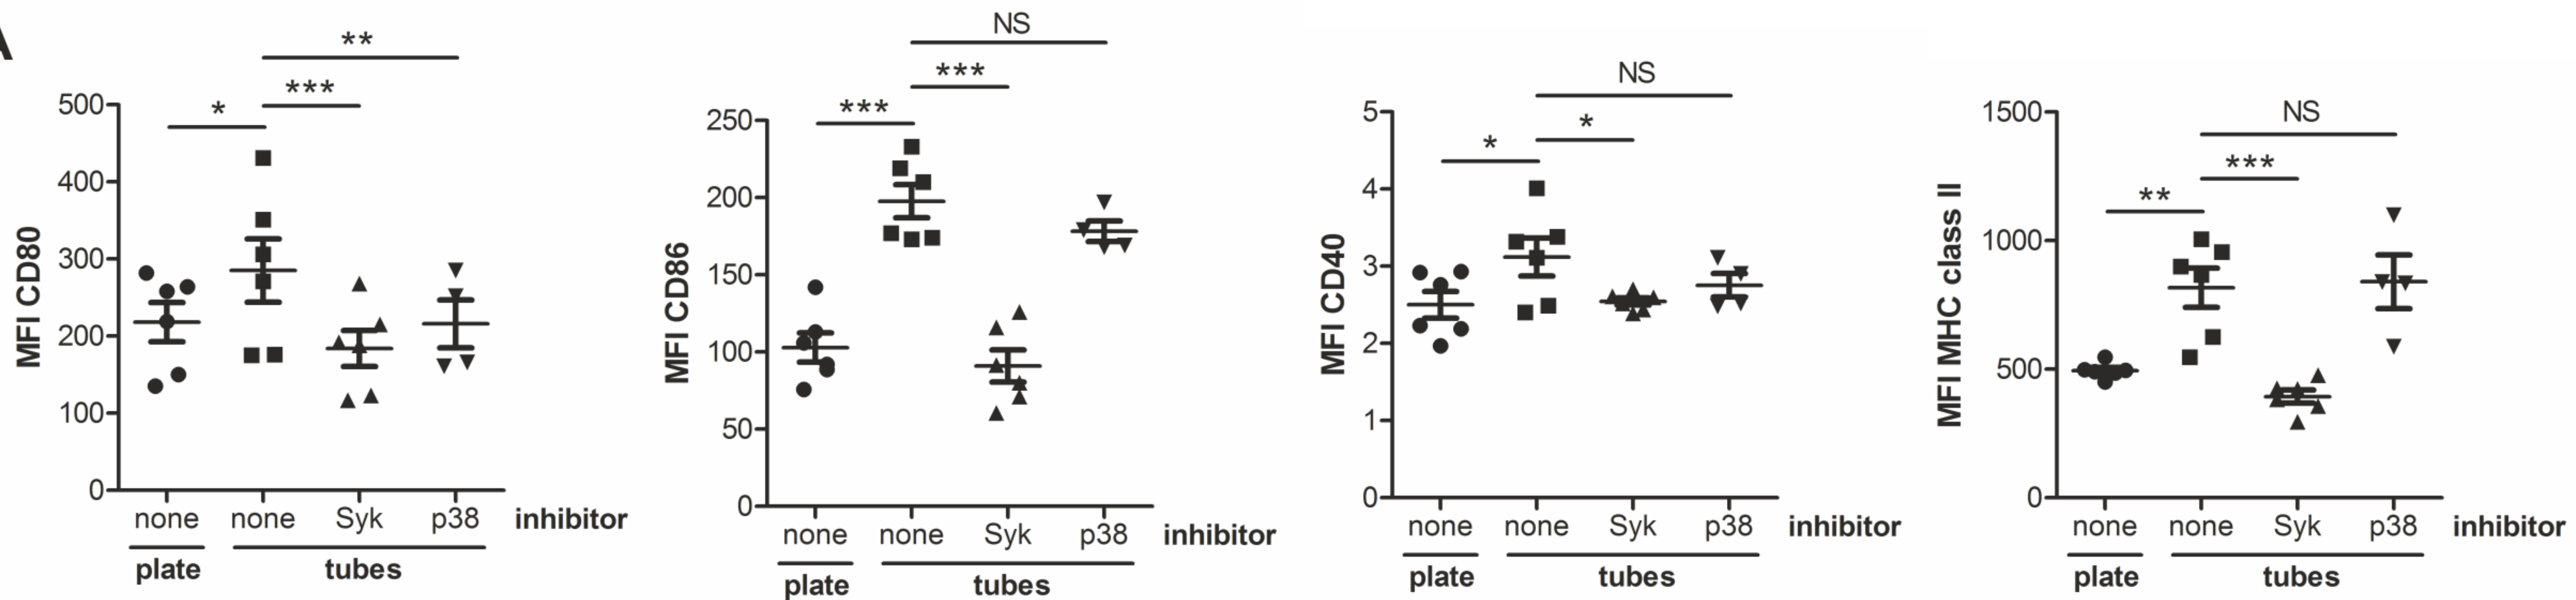 A
**
***
*
500
400
300
200
100
0
MFI CD80
none none Syk p38 inhibitor
plate tubes
NS
***
***
250
200
150
100
50
0
MFI CD86
none none Syk p38 inhibitor
plate tubes
NS
*
*
5
4
3
2
1
0
MFI CD40
none none Syk p38 inhibitor
plate tubes
NS
***
**
1500
1000
500
0
MFI MHC class II
none none Syk p38 inhibitor
plate tubes